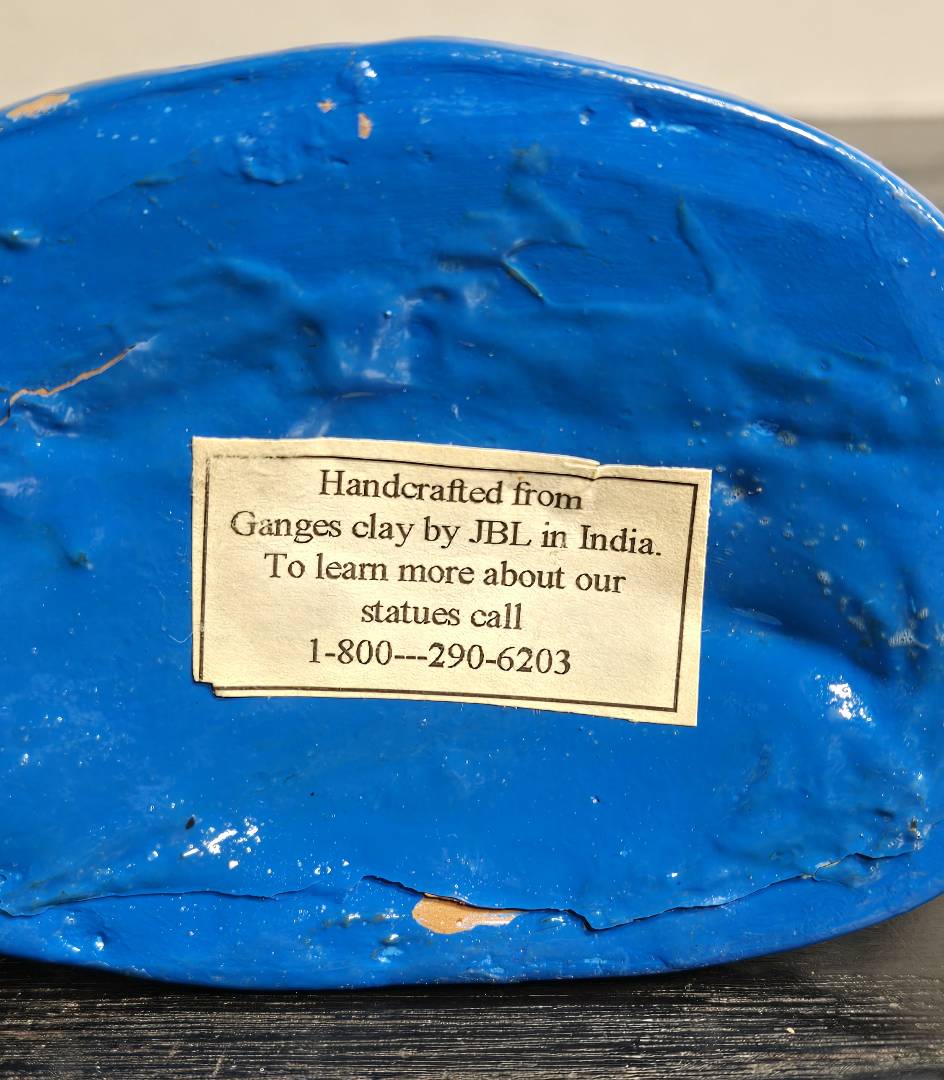 Handcrafted from
Ganges clay by JBL in India.
To learn more about our
statues call
1-800---290-6203